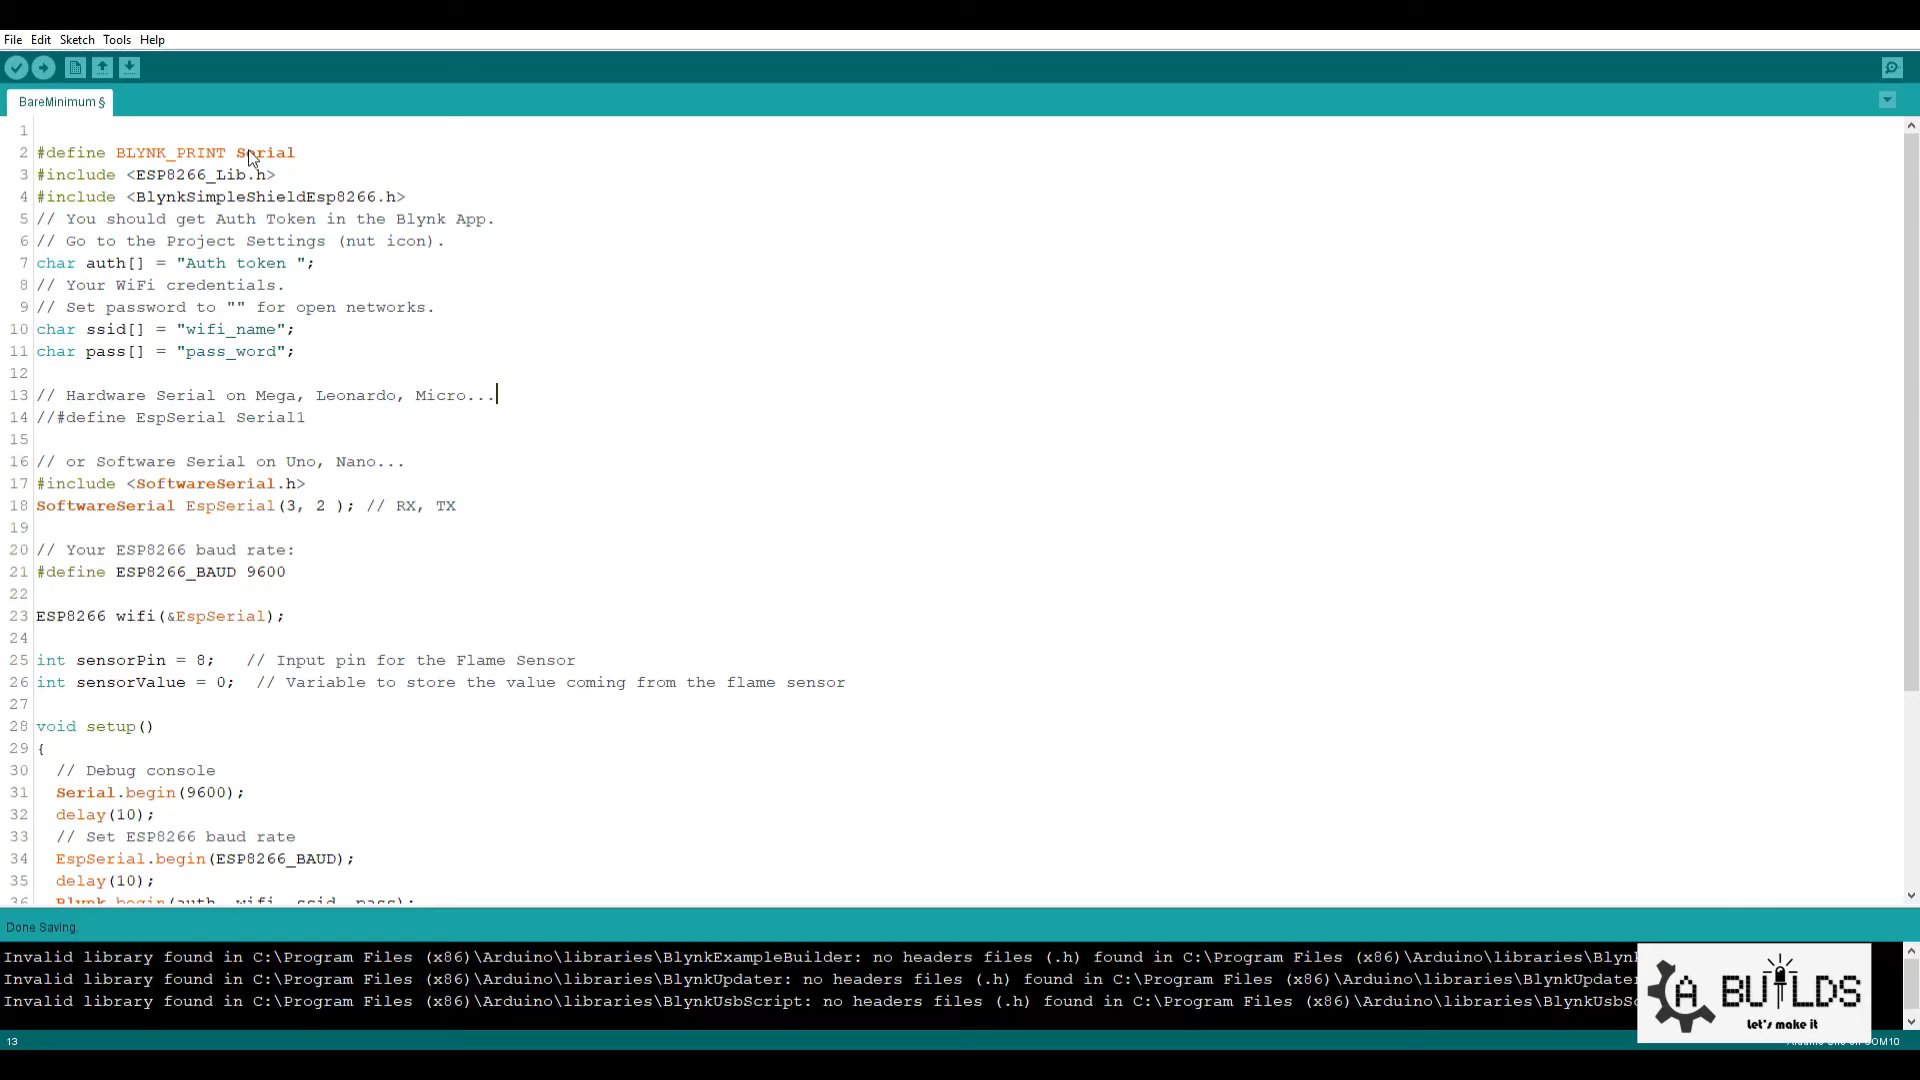 File Edit Sketch Tools Help
BareMinimum §
1
2 #define BLYNK_PRINT Serial
3 #include <ESP8266_Lib.h>
4 #include <BlynkSimpleShieldEsp8266.h>
5 // You should get Auth Token in the Blynk App.
6 // Go to the Project Settings (nut icon).
7 char auth[] = "Auth token ";
8 // Your WiFi credentials.
9 // Set password to "" for open networks.
10 char ssid[] = "wifi_name";
11 char pass[] = "pass_word";
12
13 // Hardware Serial on Mega, Leonardo, Micro...
14 //#define EspSerial Serial1
15
16 // or Software Serial on Uno, Nano...
17 #include <SoftwareSerial.h>
18 SoftwareSerial EspSerial(3, 2 ); // RX, TX
19
20 // Your ESP8266 baud rate:
21 #define ESP8266_BAUD 9600
22
23 ESP8266 wifi(&EspSerial);
24
25 int sensorPin = 8;   // Input pin for the Flame Sensor
26 int sensorValue = 0;  // Variable to store the value coming from the flame sensor
27
28 void setup()
29 {
30   // Debug console
31   Serial.begin(9600);
32   delay(10);
33   // Set ESP8266 baud rate
34   EspSerial.begin(ESP8266_BAUD);
35   delay(10);
36   Blynk.begin(auth, wifi, ssid, pass);
Done Saving.
Invalid library found in C:\Program Files (x86)\Arduino\libraries\BlynkExampleBuilder: no headers files (.h) found in C:\Program Files (x86)\Arduino\libraries\Blynk
Invalid library found in C:\Program Files (x86)\Arduino\libraries\BlynkUpdater: no headers files (.h) found in C:\Program Files (x86)\Arduino\libraries\BlynkUpdater
Invalid library found in C:\Program Files (x86)\Arduino\libraries\BlynkUsbScript: no headers files (.h) found in C:\Program Files (x86)\Arduino\libraries\BlynkUsbSc
A BUILDS
let's make it
13
COM10